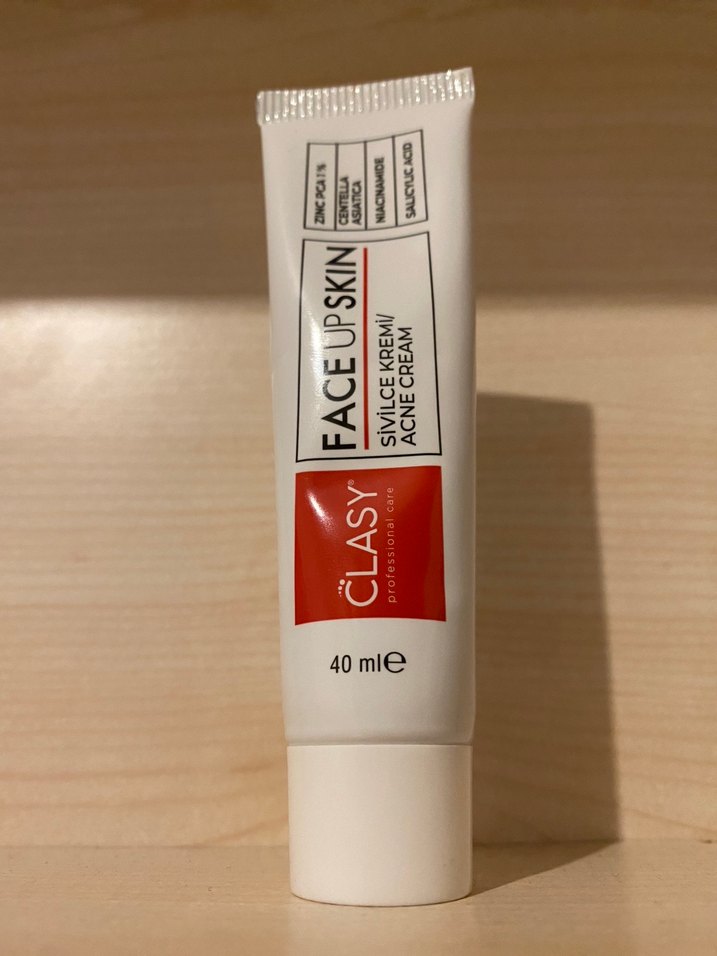 ZINC PCA 1%
CENTELLA
ASIATICA
NIACINAMIDE
SALICYLIC ACID
FACE UP SKIN
SİVİLCE KREMİ/
ACNE CREAM
CLASY®
professional care
40 ml℮